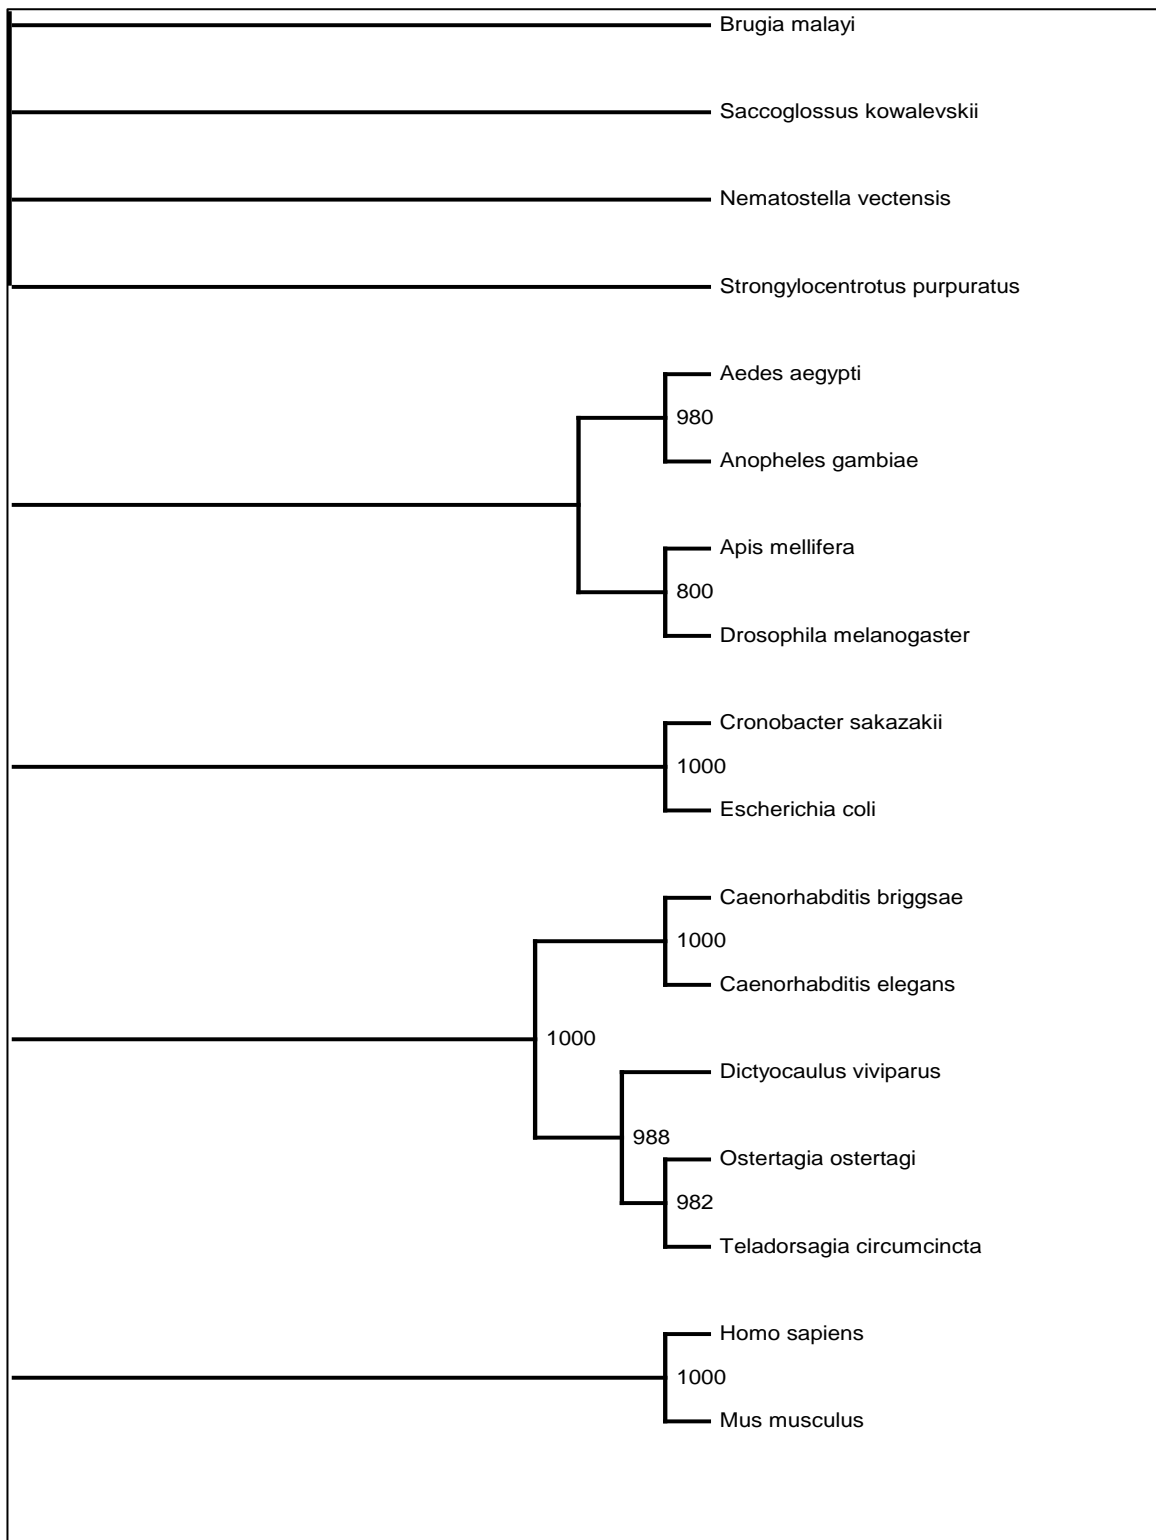 Brugia malayi
Saccoglossus kowalevskii
Nematostella vectensis
Strongylocentrotus purpuratus
Aedes aegypti
980
Anopheles gambiae
Apis mellifera
800
Drosophila melanogaster
Cronobacter sakazakii
1000
Escherichia coli
Caenorhabditis briggsae
1000
Caenorhabditis elegans
1000
Dictyocaulus viviparus
988
Ostertagia ostertagi
982
Teladorsagia circumcincta
Homo sapiens
1000
Mus musculus